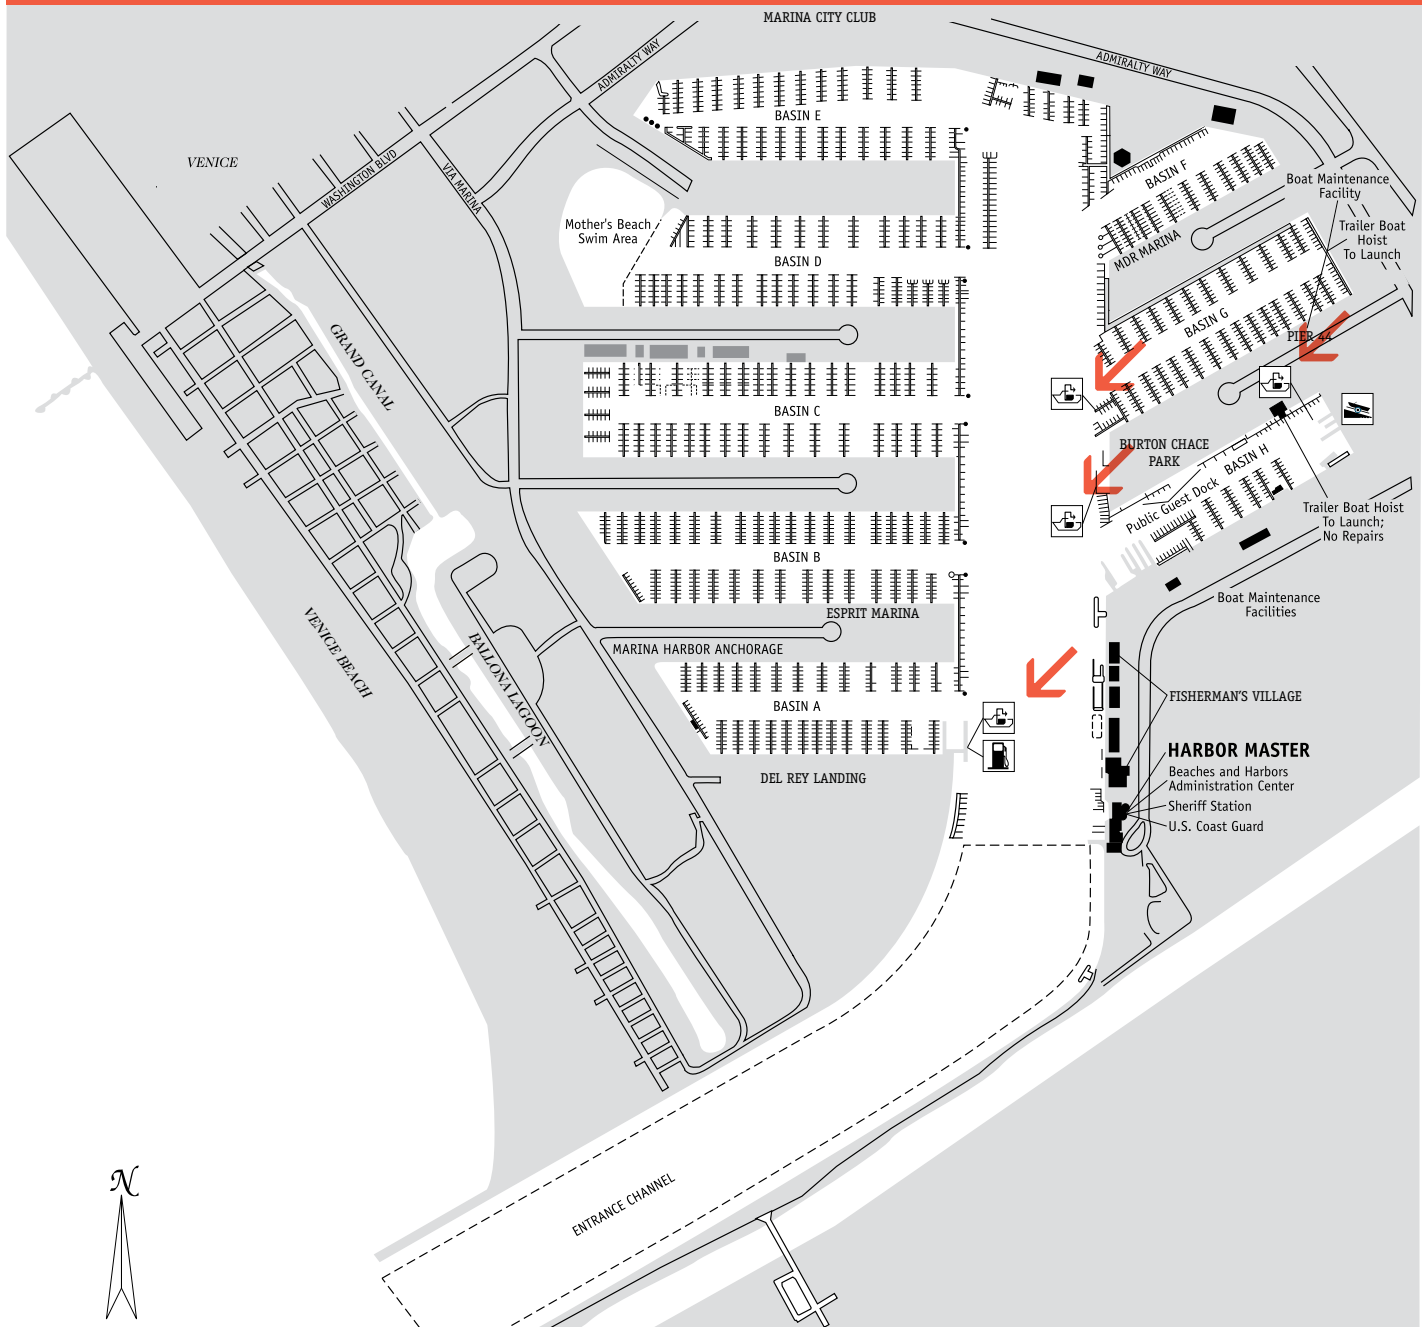 MARINA CITY CLUB
ADMIRALTY WAY
ADMIRALTY WAY
BASIN E
VENICE
WASHINGTON BLVD
VIA MARINA
BASIN F
Boat Maintenance
Facility
Mother's Beach
Swim Area
Trailer Boat
Hoist
To Launch
MDR MARINA
BASIN D
GRAND CANAL
BASIN G
PIER 44
BASIN C
BURTON CHACE
PARK
BASIN H
Public Guest Dock
Trailer Boat Hoist
To Launch;
No Repairs
BASIN B
Boat Maintenance
Facilities
ESPRIT MARINA
VENICE BEACH
BALLONA LAGOON
MARINA HARBOR ANCHORAGE
FISHERMAN'S VILLAGE
BASIN A
HARBOR MASTER
DEL REY LANDING
Beaches and Harbors
Administration Center
Sheriff Station
U.S. Coast Guard
N
ENTRANCE CHANNEL